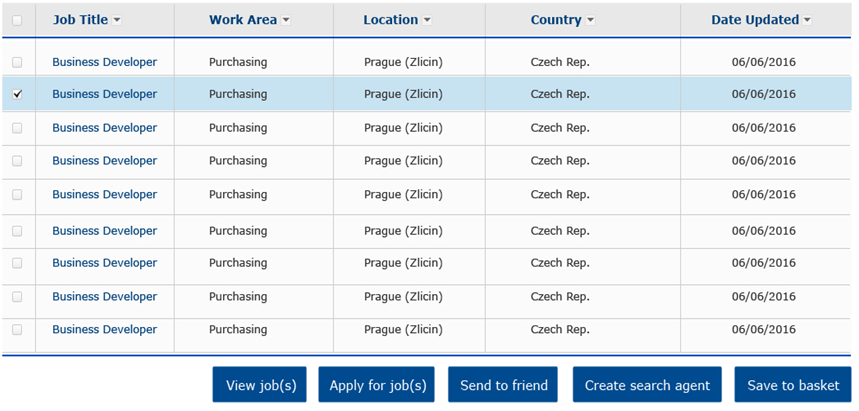 Job Title Work Area Location Country Date Updated
Business Developer Purchasing Prague (Zlicin) Czech Rep. 06/06/2016
Business Developer Purchasing Prague (Zlicin) Czech Rep. 06/06/2016
Business Developer Purchasing Prague (Zlicin) Czech Rep. 06/06/2016
Business Developer Purchasing Prague (Zlicin) Czech Rep. 06/06/2016
Business Developer Purchasing Prague (Zlicin) Czech Rep. 06/06/2016
Business Developer Purchasing Prague (Zlicin) Czech Rep. 06/06/2016
Business Developer Purchasing Prague (Zlicin) Czech Rep. 06/06/2016
Business Developer Purchasing Prague (Zlicin) Czech Rep. 06/06/2016
Business Developer Purchasing Prague (Zlicin) Czech Rep. 06/06/2016
View job(s) Apply for job(s) Send to friend Create search agent Save to basket